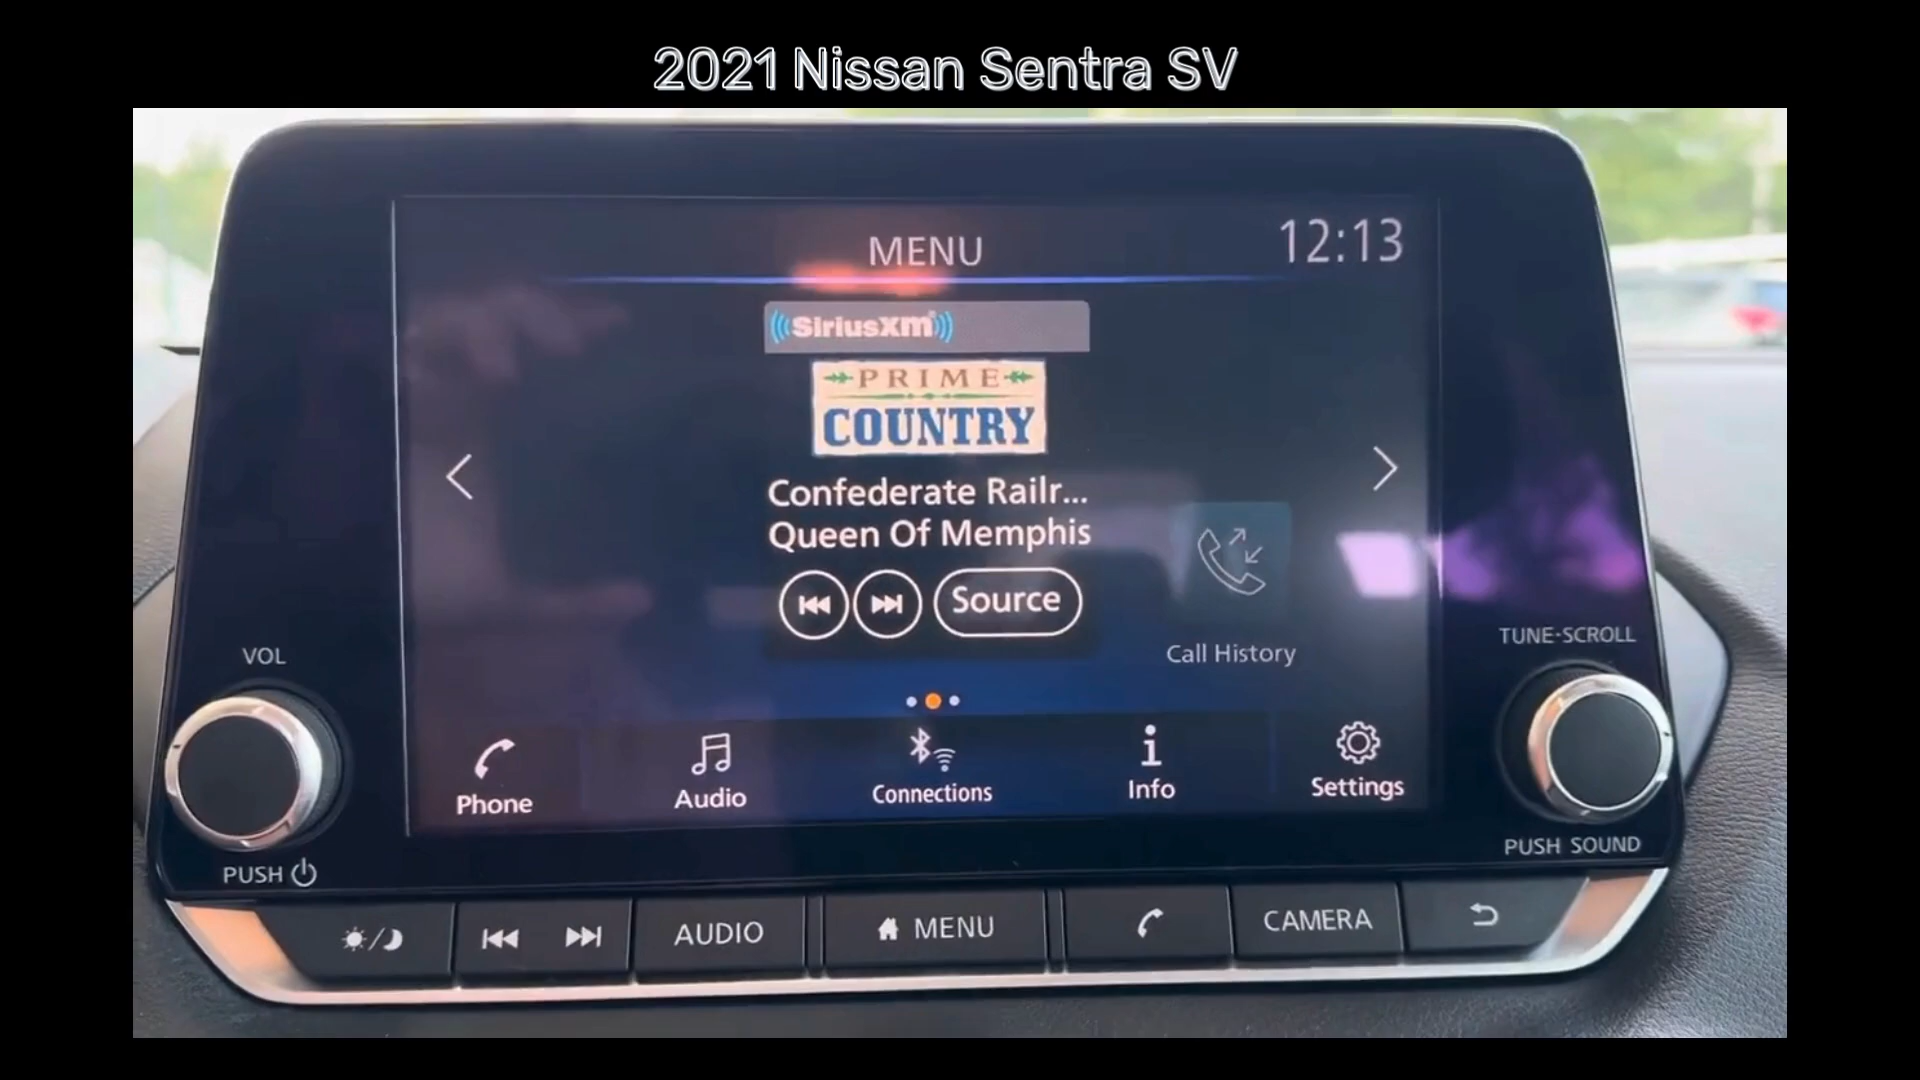 2021 Nissan Sentra SV
MENU
12:13
SiriusXM
PRIME
COUNTRY
Confederate Railr...
Queen Of Memphis
Source
Call History
Phone
Audio
Connections
Info
Settings
VOL
PUSH
TUNE·SCROLL
PUSH SOUND
AUDIO
MENU
CAMERA